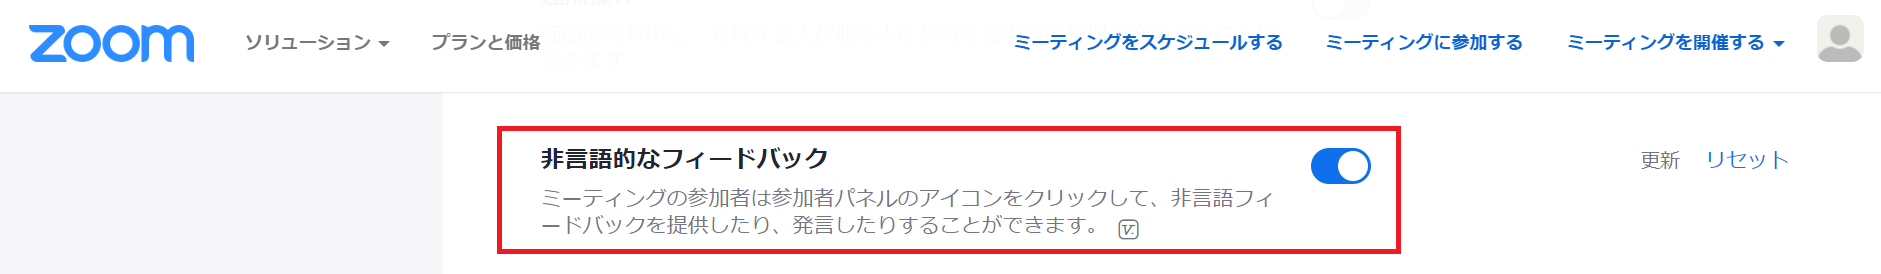 zoom
ソリューション
プランと価格
ミーティングをスケジュールする
ミーティングに参加する
ミーティングを開催する
非言語的なフィードバック
更新
リセット
ミーティングの参加者は参加者パネルのアイコンをクリックして、非言語フィ
ードバックを提供したり、発言したりすることができます。